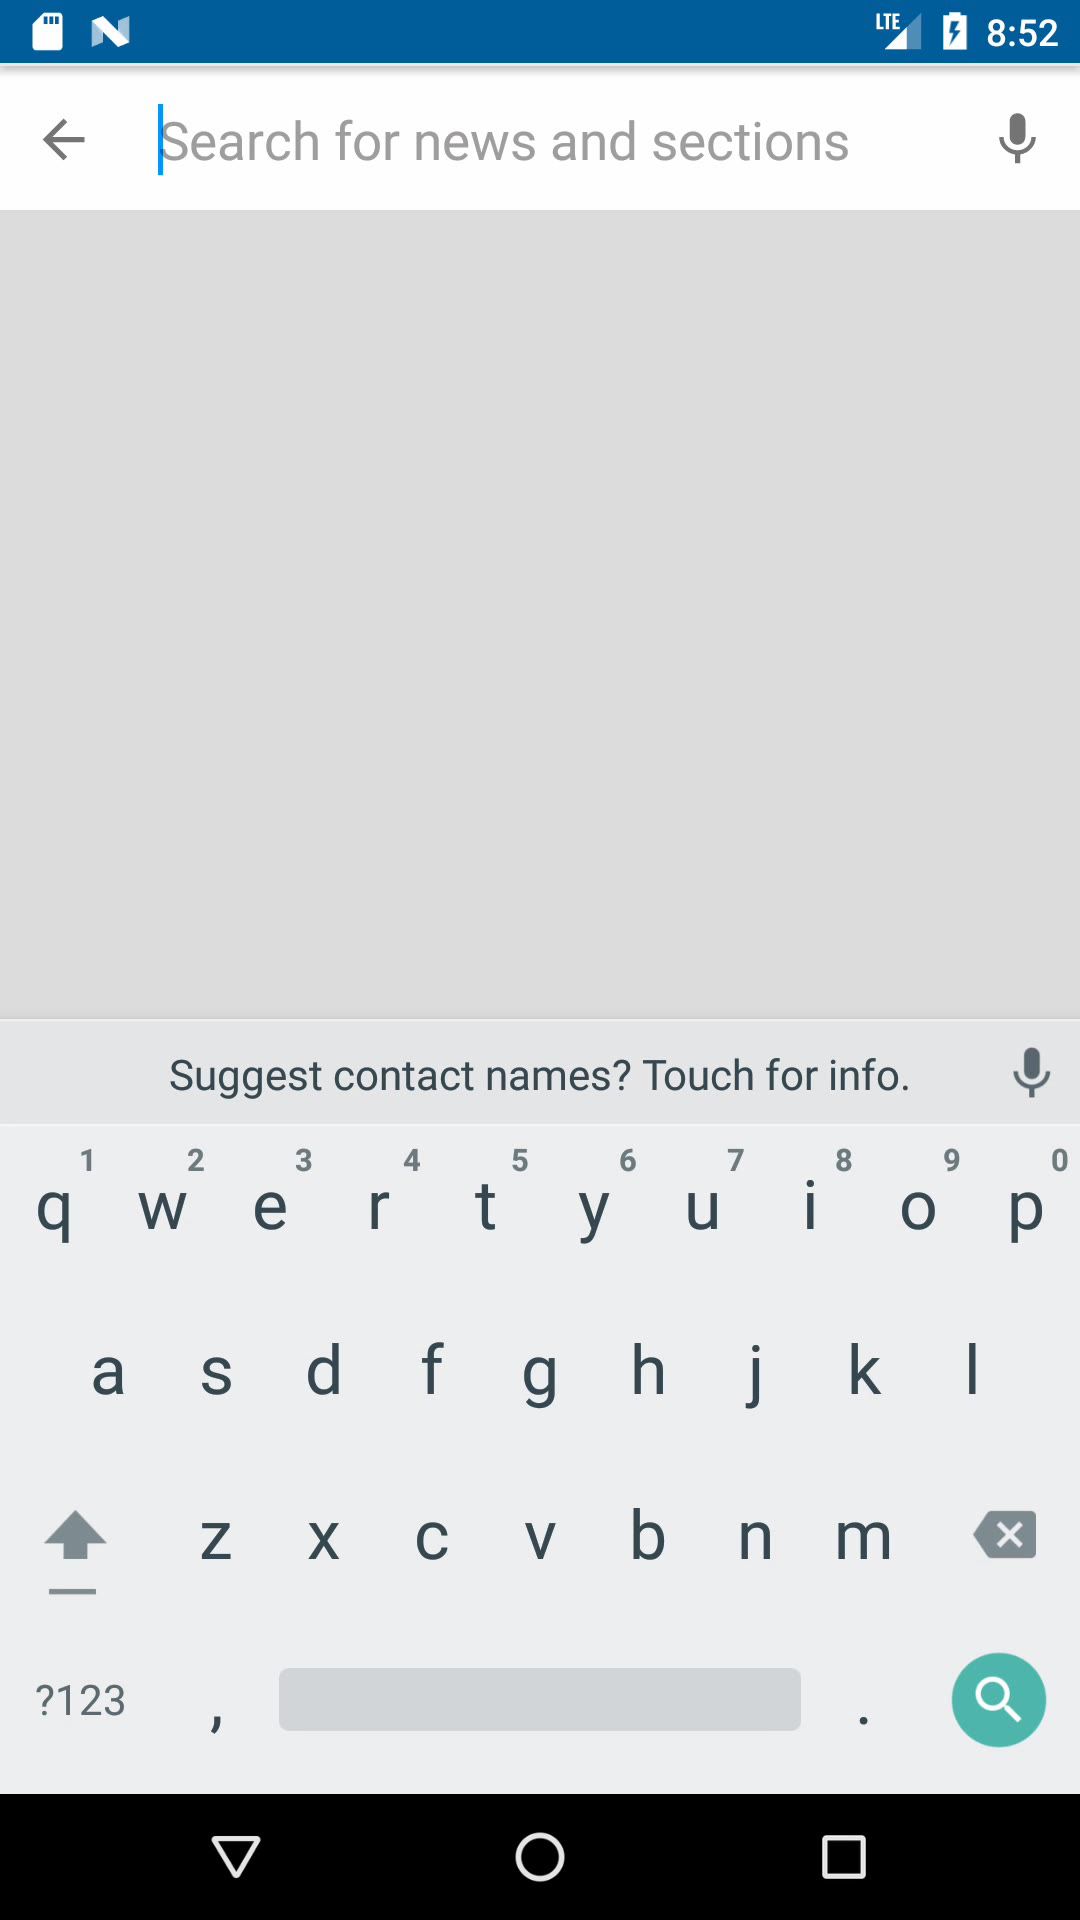 LTE 8:52
Search for news and sections
Suggest contact names? Touch for info.
1 2 3 4 5 6 7 8 9 0
q w e r t y u i o p
a s d f g h j k l
z x c v b n m
?123 , .